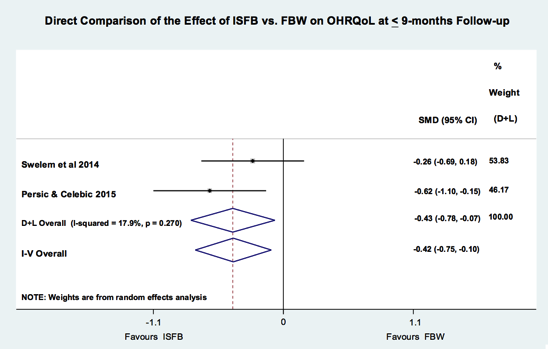 Direct Comparison of the Effect of ISFB vs. FBW on OHRQoL at ≤ 9-months Follow-up
%
Weight
SMD (95% CI) (D+L)
Swelem et al 2014 -0.26 (-0.69, 0.18) 53.83
Persic & Celebic 2015 -0.62 (-1.10, -0.15) 46.17
D+L Overall (I-squared = 17.9%, p = 0.270) -0.43 (-0.78, -0.07) 100.00
I-V Overall -0.42 (-0.75, -0.10)
NOTE: Weights are from random effects analysis
-1.1 0 1.1
Favours ISFB Favours FBW